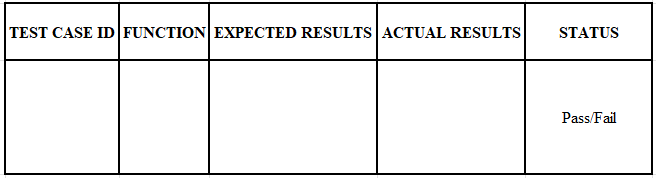 TEST CASE ID FUNCTION EXPECTED RESULTS ACTUAL RESULTS STATUS
Pass/Fail